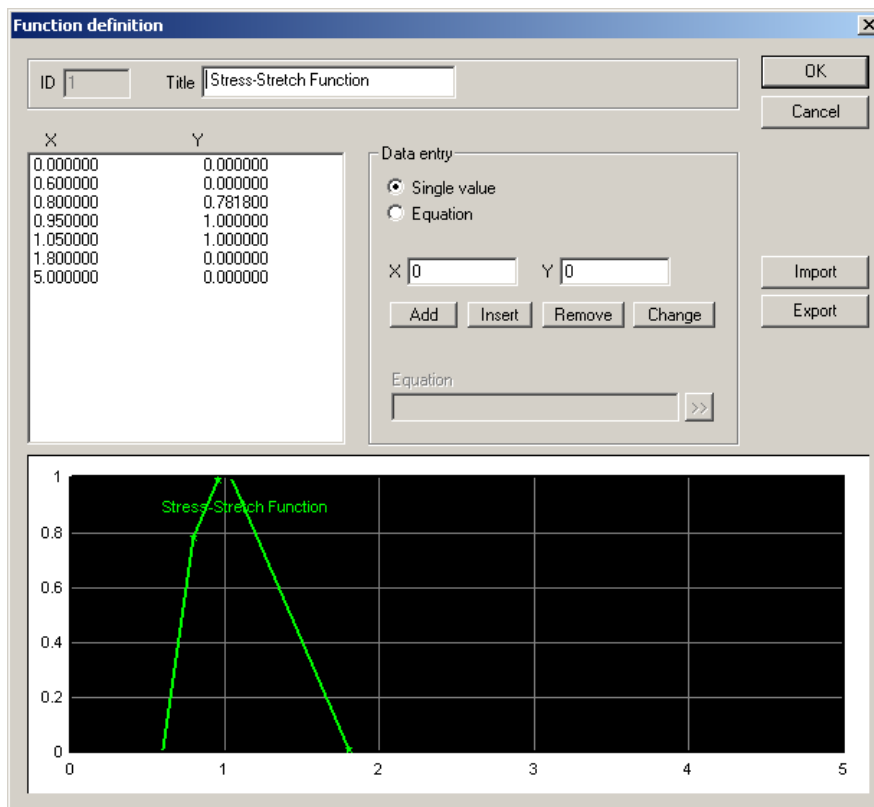 Function definition
ID 1 Title Stress-Stretch Function
OK
Cancel
X Y
0.000000 0.000000
0.600000 0.000000
0.800000 0.781800
0.950000 1.000000
1.050000 1.000000
1.800000 0.000000
5.000000 0.000000
Data entry
Single value
Equation
X 0 Y 0
Add Insert Remove Change
Equation
>>
Import
Export
Stress-Stretch Function
1
0.8
0.6
0.4
0.2
0
0 1 2 3 4 5